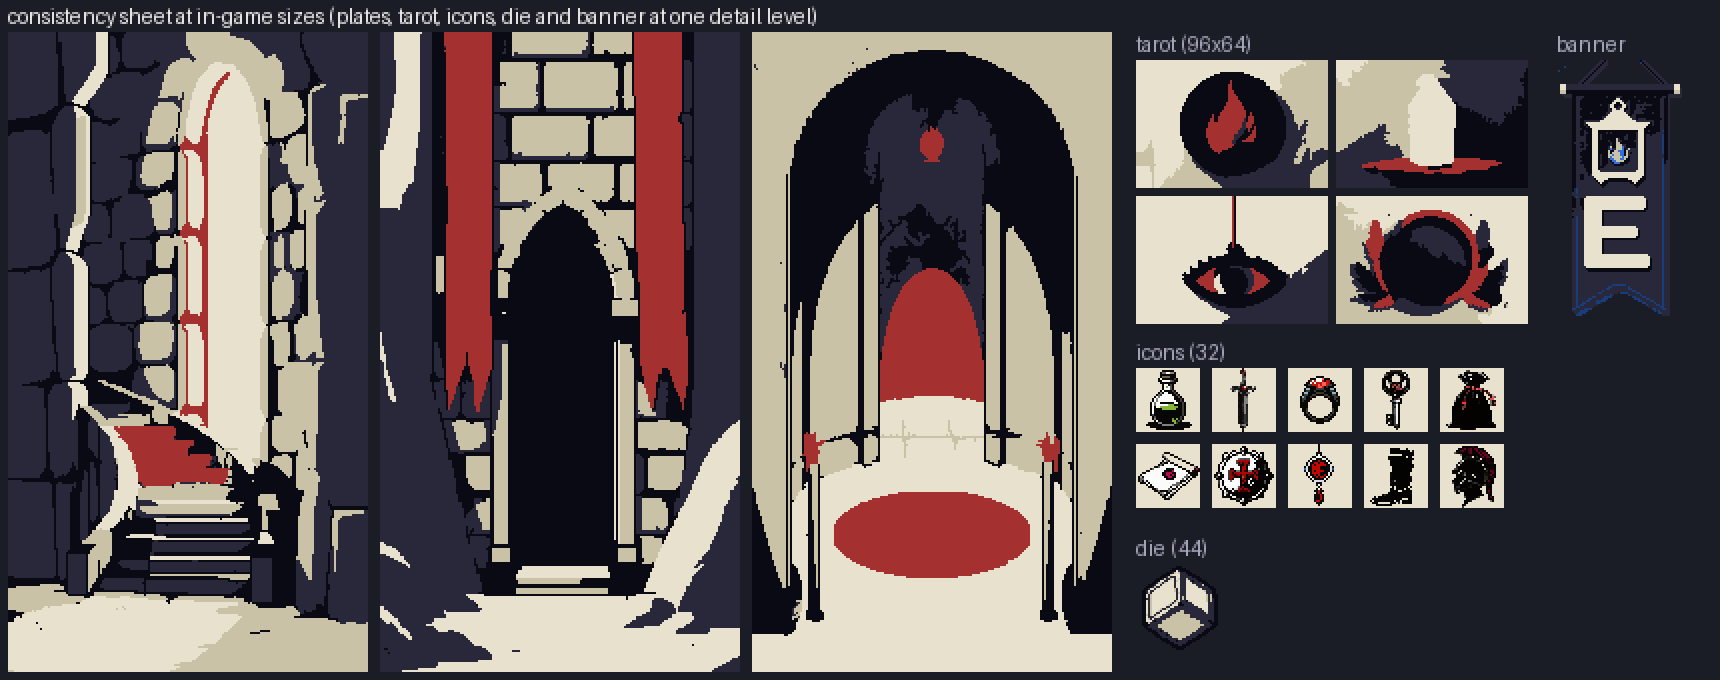 consistency sheet at in-game sizes (plates, tarot, icons, die and banner at one detail level)
tarot (96x64)
banner
E
icons (32)
die (44)